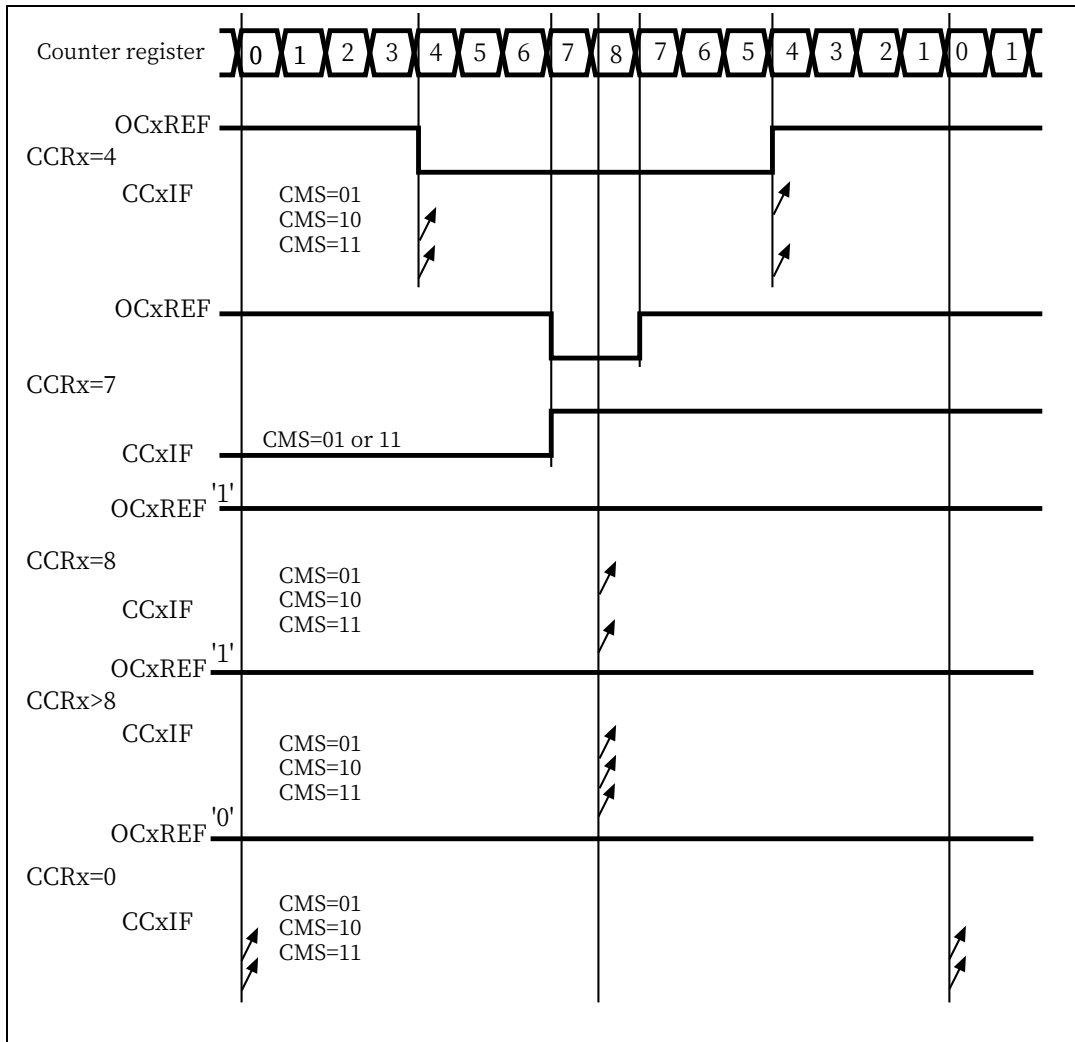 Counter register 0 1 2 3 4 5 6 7 8 7 6 5 4 3 2 1 0 1
OCxREF
CCRx=4
CCxIF
CMS=01
CMS=10
CMS=11
OCxREF
CCRx=7
CMS=01 or 11
CCxIF
OCxREF '1'
CCRx=8
CCxIF
CMS=01
CMS=10
CMS=11
OCxREF '1'
CCRx>8
CCxIF
CMS=01
CMS=10
CMS=11
OCxREF '0'
CCRx=0
CCxIF
CMS=01
CMS=10
CMS=11